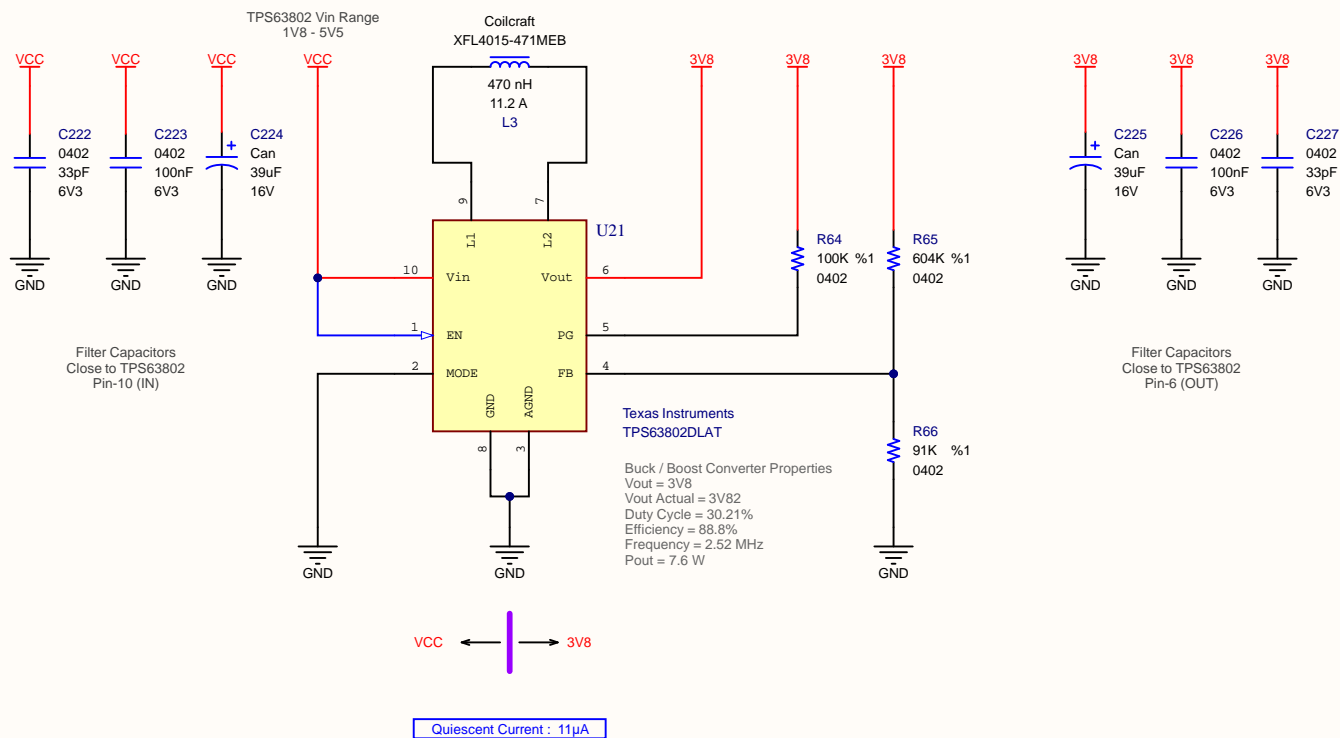 TPS63802 Vin Range
1V8 - 5V5
Coilcraft
XFL4015-471MEB
470 nH
11.2 A
L3
VCC
VCC
VCC
VCC
3V8
3V8
3V8
3V8
3V8
3V8
C222
0402
33pF
6V3
C223
0402
100nF
6V3
C224
Can
39uF
16V
+
C225
Can
39uF
16V
+
C226
0402
100nF
6V3
C227
0402
33pF
6V3
GND
GND
GND
GND
GND
GND
Filter Capacitors
Close to TPS63802
Pin-10 (IN)
9
7
L1
L2
U21
10
Vin
Vout
6
1
EN
PG
5
2
MODE
FB
4
GND
AGND
8
3
R64
100K %1
0402
R65
604K %1
0402
R66
91K %1
0402
Filter Capacitors
Close to TPS63802
Pin-6 (OUT)
Texas Instruments
TPS63802DLAT
Buck / Boost Converter Properties
Vout = 3V8
Vout Actual = 3V82
Duty Cycle = 30.21%
Efficiency = 88.8%
Frequency = 2.52 MHz
Pout = 7.6 W
GND
GND
GND
VCC
3V8
Quiescent Current : 11µA